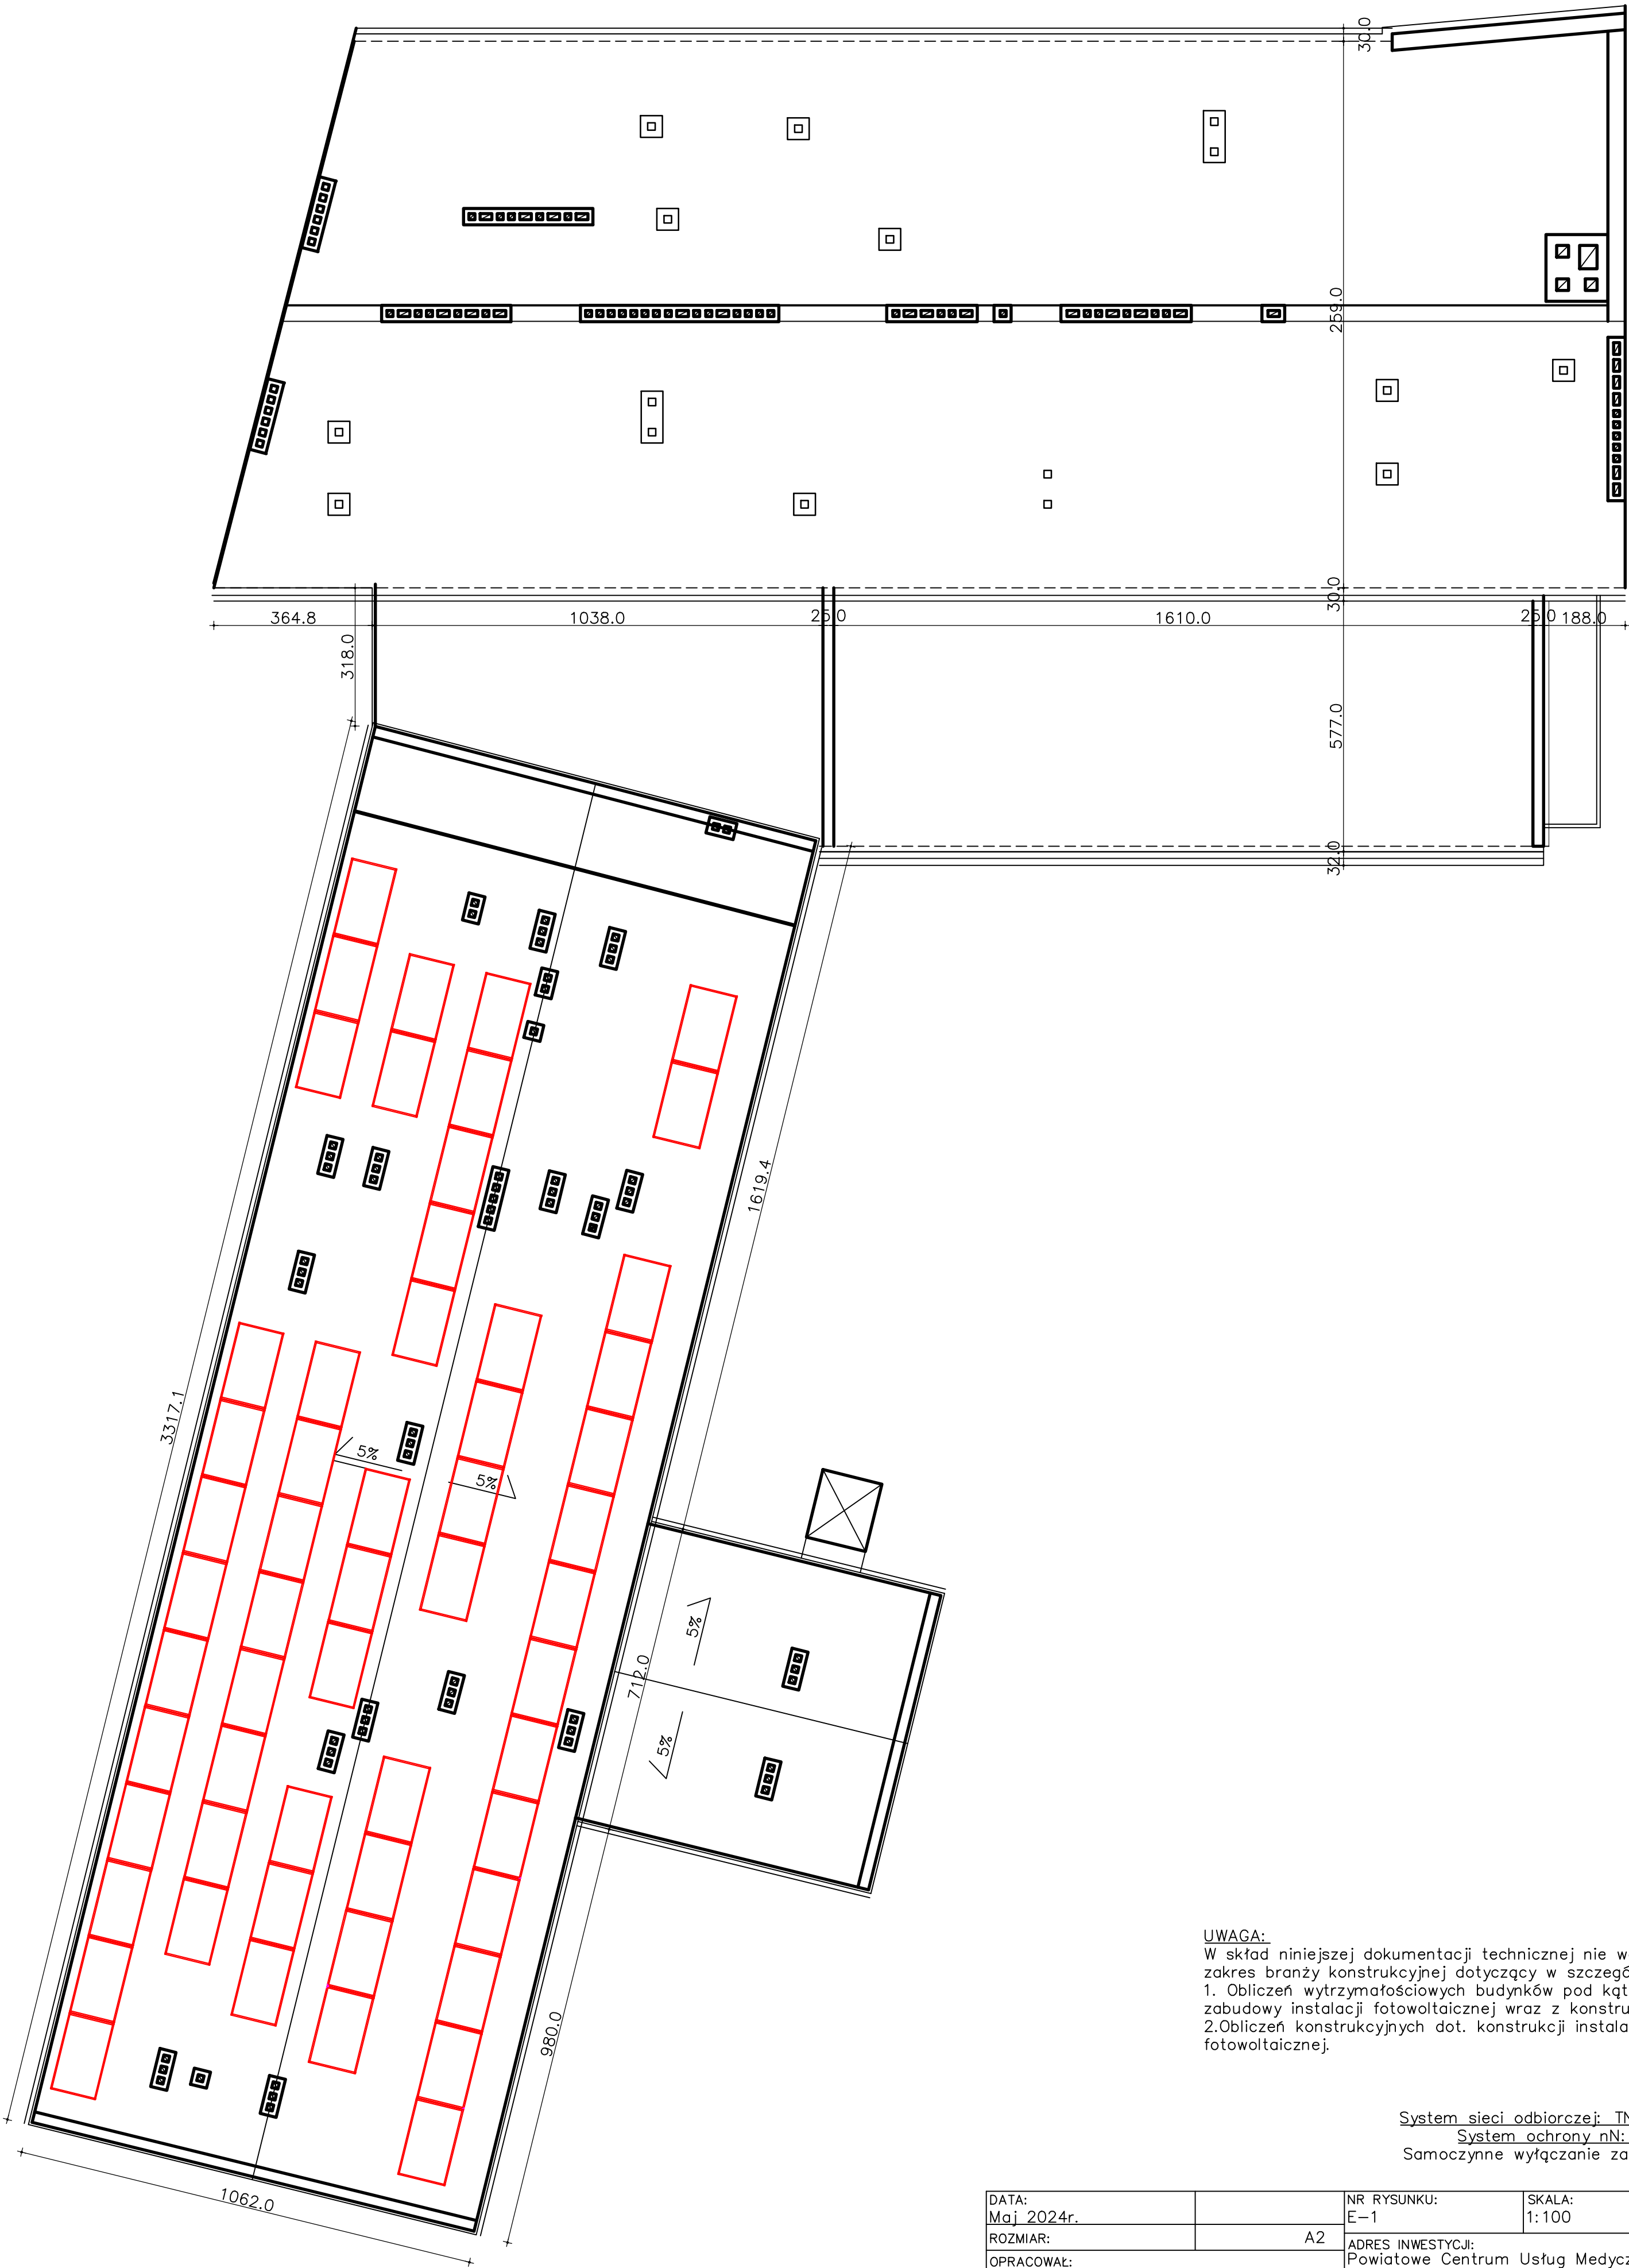 30.0
259.0
30.0
364.8
1038.0
25.0
1610.0
25.0
188.0
318.0
577.0
32.0
1619.4
3317.1
5%
5%
5%
5%
712.0
980.0
1062.0
UWAGA:
W skład niniejszej dokumentacji technicznej nie w
zakres branży konstrukcyjnej dotyczący w szczegó
1. Obliczeń wytrzymałościowych budynków pod kąt
zabudowy instalacji fotowoltaicznej wraz z konstru
2.Obliczeń konstrukcyjnych dot. konstrukcji instala
fotowoltaicznej.
System sieci odbiorczej: TN
System ochrony nN:
Samoczynne wyłączanie za
DATA:
Maj 2024r.
NR RYSUNKU:
E-1
SKALA:
1:100
ROZMIAR:
A2
ADRES INWESTYCJI:
Powiatowe Centrum Usług Medycz
OPRACOWAŁ: